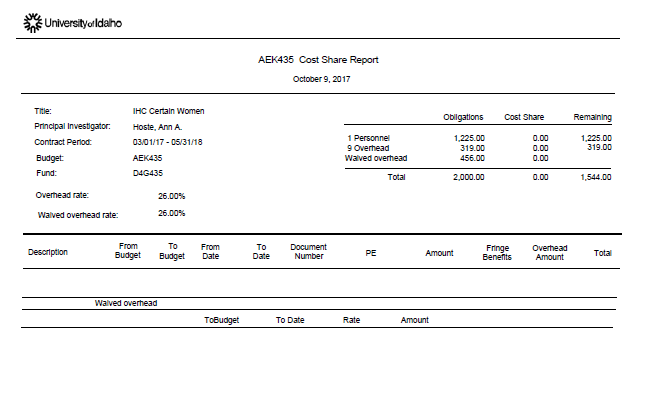 University of Idaho
AEK435 Cost Share Report
October 9, 2017
Title: IHC Certain Women
Principal Investigator: Hoste, Ann A.
Contract Period: 03/01/17 - 05/31/18
Budget: AEK435
Fund: D4G435
Overhead rate: 26.00%
Waived overhead rate: 26.00%
Obligations Cost Share Remaining
1 Personnel 1,225.00 0.00 1,225.00
9 Overhead 319.00 0.00 319.00
Waived overhead 456.00 0.00
Total 2,000.00 0.00 1,544.00
Description From Budget To Budget From Date To Date Document Number PE Amount Fringe Benefits Overhead Amount Total
Waived overhead
ToBudget To Date Rate Amount